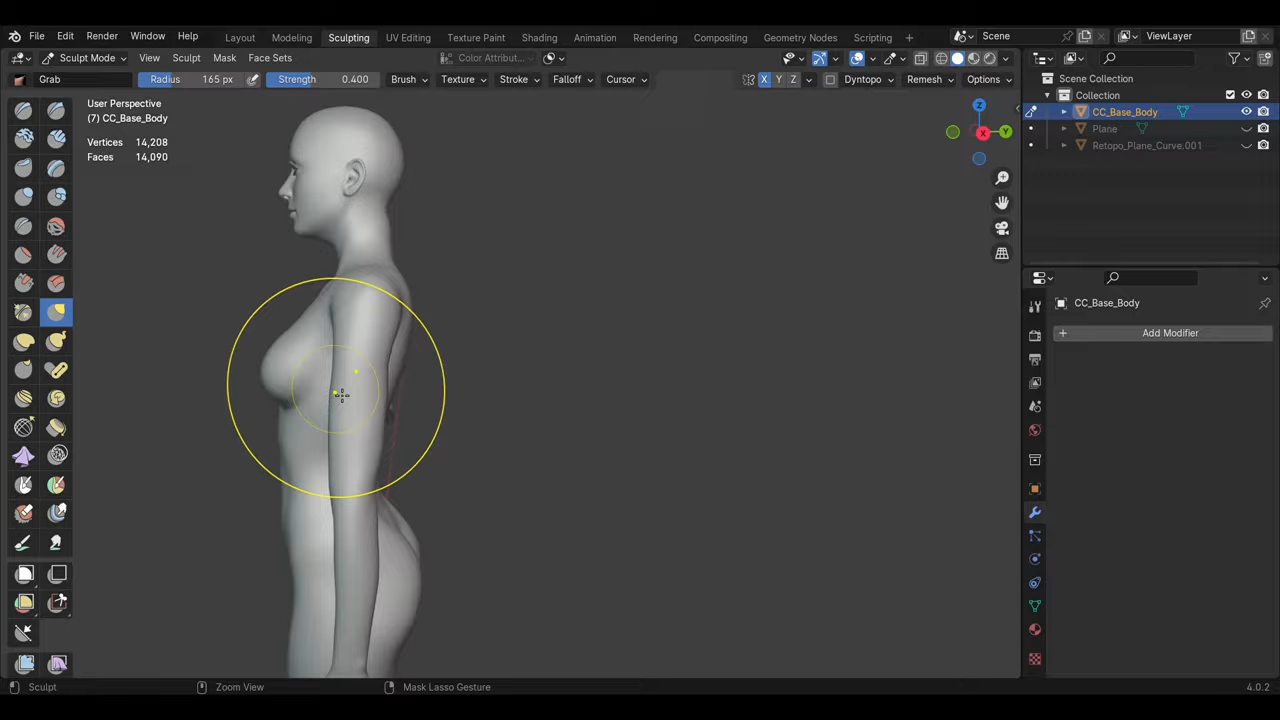 File Edit Render Window Help Layout Modeling Sculpting UV Editing Texture Paint Shading Animation Rendering Compositing Geometry Nodes Scripting + Scene ViewLayer
Sculpt Mode View Sculpt Mask Face Sets Color Attribut...
Grab Radius 165 px Strength 0.400 Brush Texture Stroke Falloff Cursor X Y Z Dyntopo Remesh Options
User Perspective
(7) CC_Base_Body
Vertices 14,208
Faces 14,090
Z
X
Y
Scene Collection
Collection
CC_Base_Body
Plane
Retopo_Plane_Curve.001
CC_Base_Body
+ Add Modifier
Sculpt Zoom View Mask Lasso Gesture 4.0.2